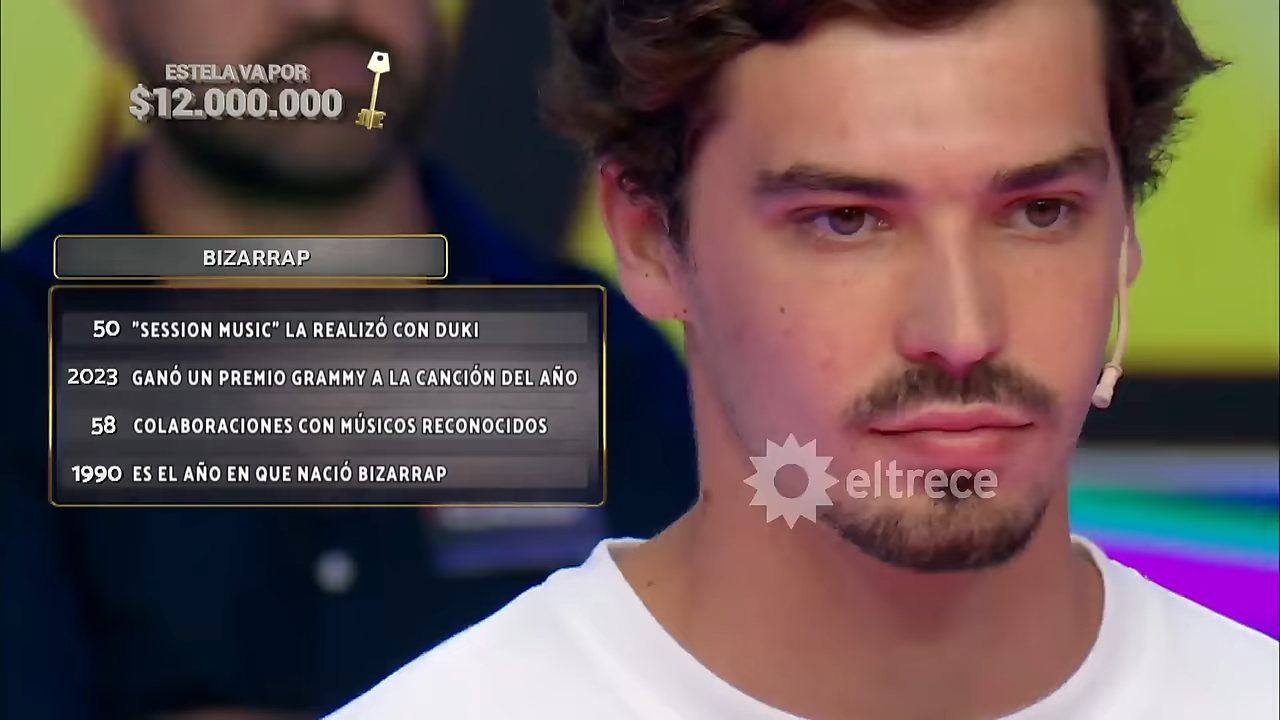 ESTELA VA POR
$12.000.000
BIZARRAP
50 "SESSION MUSIC" LA REALIZÓ CON DUKI
2023 GANÓ UN PREMIO GRAMMY A LA CANCIÓN DEL AÑO
58 COLABORACIONES CON MÚSICOS RECONOCIDOS
1990 ES EL AÑO EN QUE NACIÓ BIZARRAP
eltrece